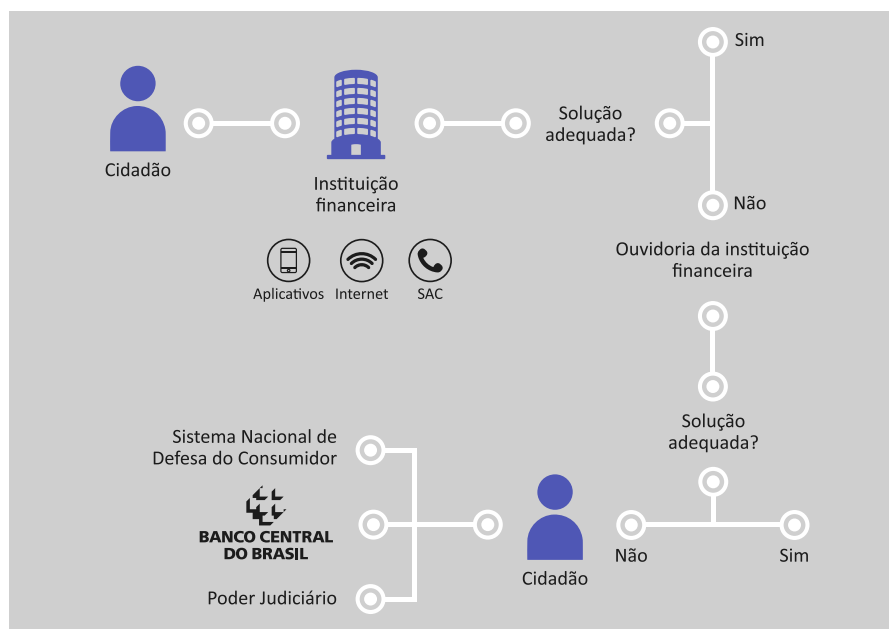 Cidadão
Instituição
financeira
Aplicativos
Internet
SAC
Solução
adequada?
Sim
Não
Ouvidoria da instituição
financeira
Solução
adequada?
Não
Sim
Cidadão
Sistema Nacional de
Defesa do Consumidor
BANCO CENTRAL
DO BRASIL
Poder Judiciário